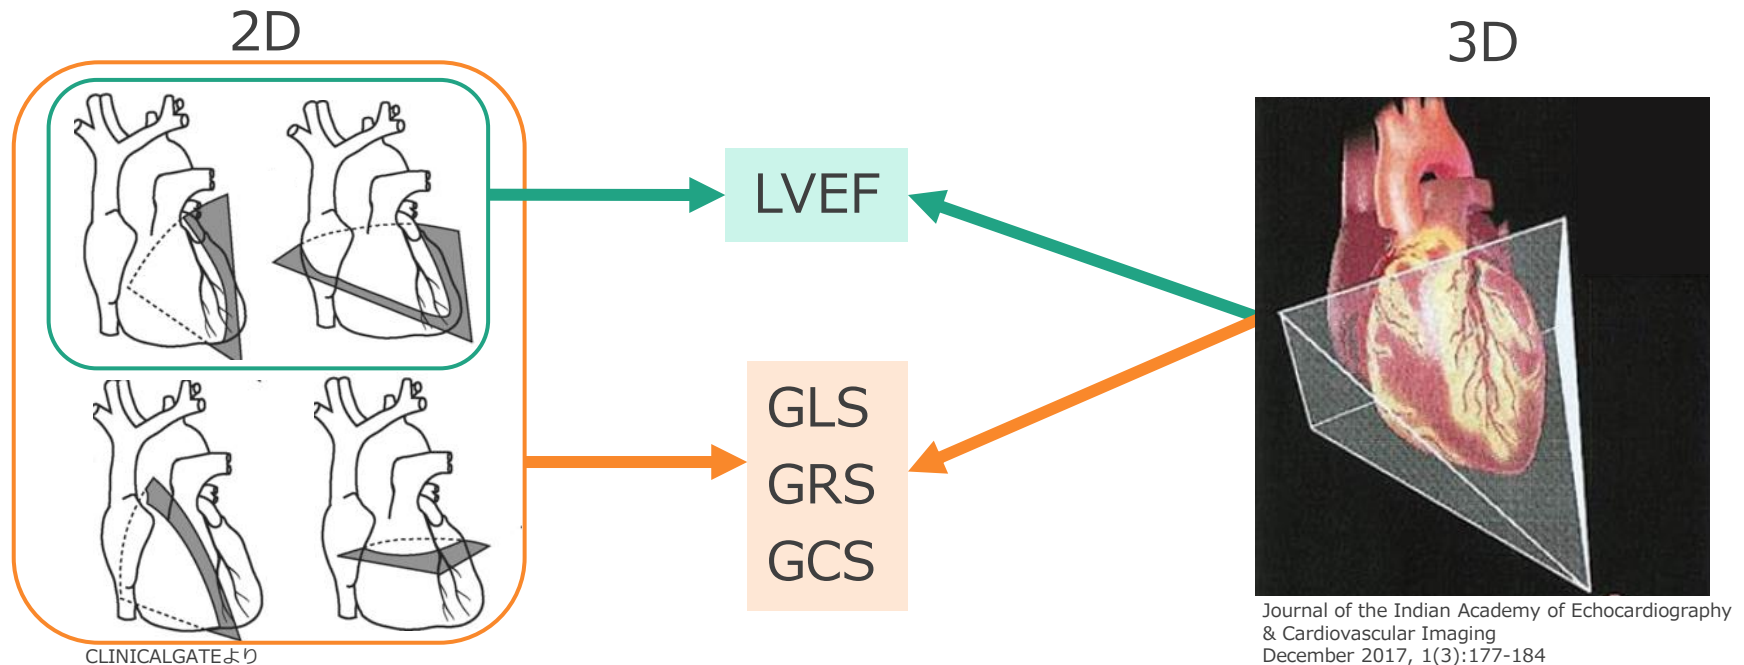 2D
3D
LVEF
GLS
GRS
GCS
CLINICALGATEより
Journal of the Indian Academy of Echocardiography
& Cardiovascular Imaging
December 2017, 1(3):177-184